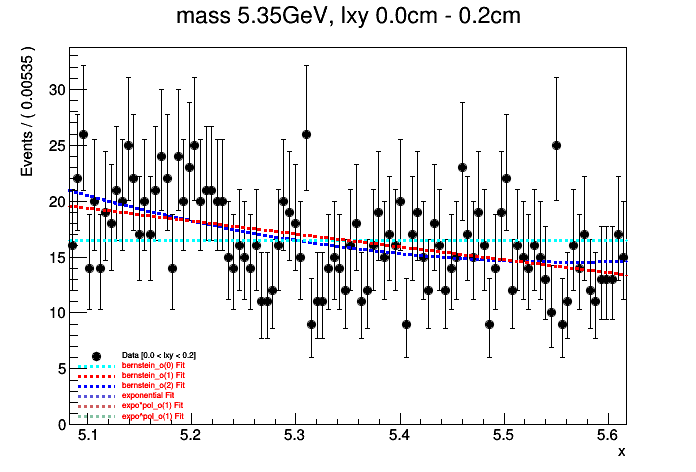 mass 5.35GeV, lxy 0.0cm - 0.2cm
Events / ( 0.00535 )
30
25
20
15
10
5
0
Data [0.0 < lxy < 0.2]
bernstein_o(0) Fit
bernstein_o(1) Fit
bernstein_o(2) Fit
exponential Fit
expo*pol_o(1) Fit
expo*pol_o(1) Fit
5.1 5.2 5.3 5.4 5.5 5.6
x